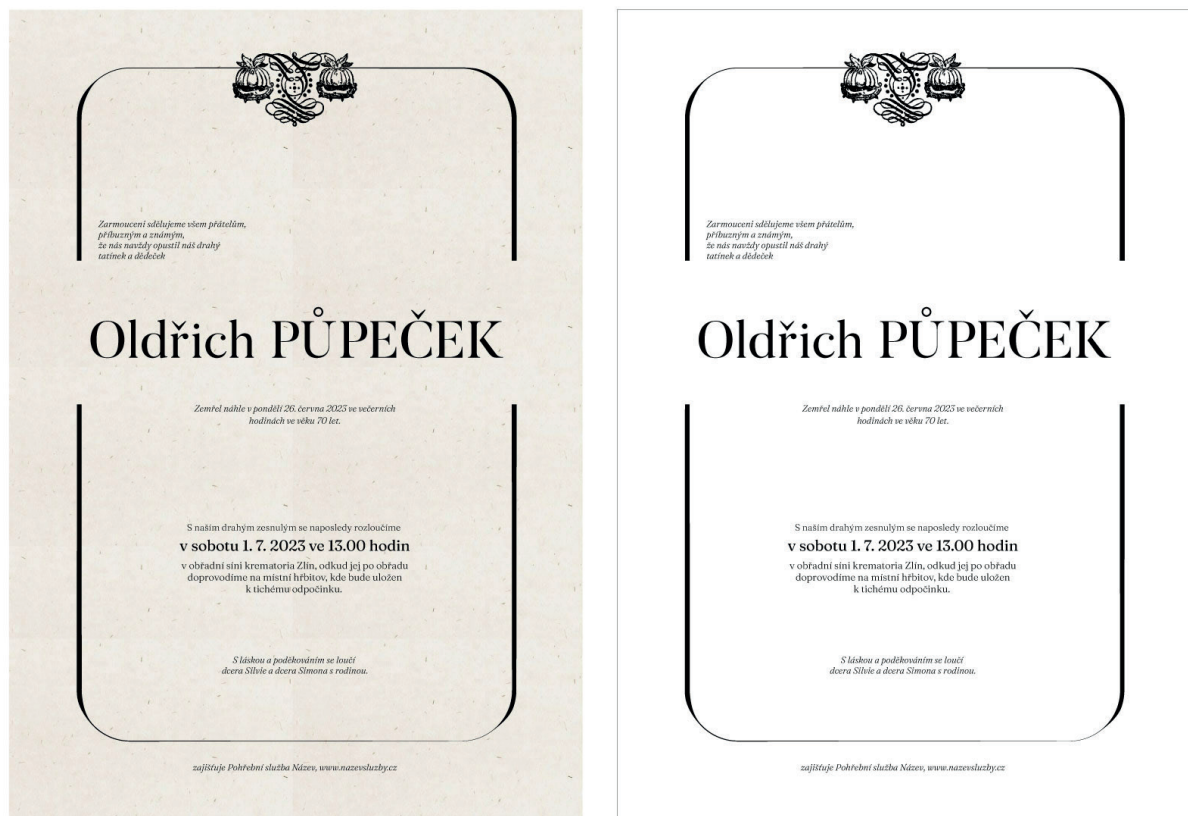 Zarmoucení sdělujeme všem přátelům,
příbuzným a známým,
že nás navždy opustil náš drahý
tatínek a dědeček
Oldřich PŮPEČEK
Zemřel náhle v pondělí 26. června 2023 ve večerních
hodinách ve věku 70 let.
S naším drahým zesnulým se naposledy rozloučíme
v sobotu 1. 7. 2023 ve 13.00 hodin
v obřadní síni krematoria Zlín, odkud jej po obřadu
doprovodíme na místní hřbitov, kde bude uložen
k tichému odpočinku.
S láskou a poděkováním se loučí
dcera Silvie a dcera Simona s rodinou.
zajišťuje Pohřební služba Název, www.nazevsluzby.cz
Zarmoucení sdělujeme všem přátelům,
příbuzným a známým,
že nás navždy opustil náš drahý
tatínek a dědeček
Oldřich PŮPEČEK
Zemřel náhle v pondělí 26. června 2023 ve večerních
hodinách ve věku 70 let.
S naším drahým zesnulým se naposledy rozloučíme
v sobotu 1. 7. 2023 ve 13.00 hodin
v obřadní síni krematoria Zlín, odkud jej po obřadu
doprovodíme na místní hřbitov, kde bude uložen
k tichému odpočinku.
S láskou a poděkováním se loučí
dcera Silvie a dcera Simona s rodinou.
zajišťuje Pohřební služba Název, www.nazevsluzby.cz